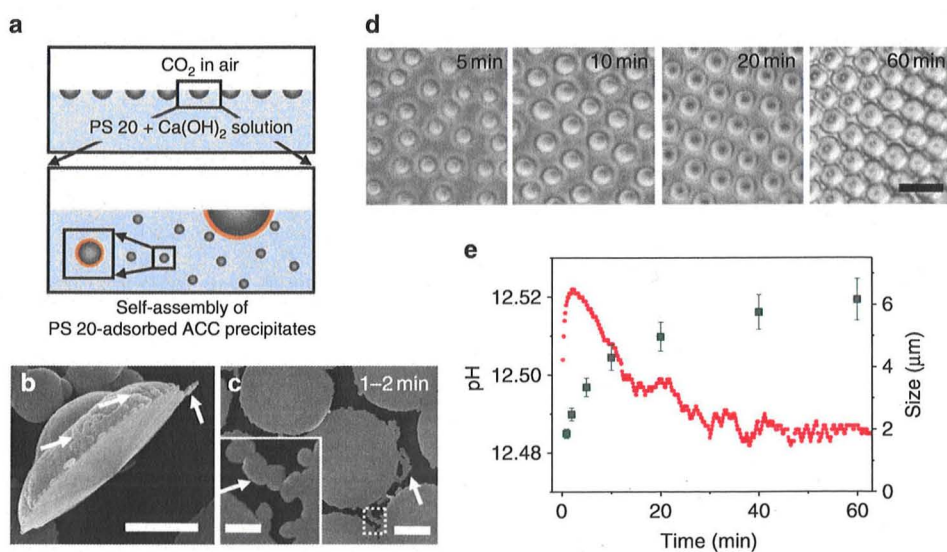 a
CO2 in air
PS 20 + Ca(OH)2 solution
Self-assembly of
PS 20-adsorbed ACC precipitates
b
c
1–2 min
d
5 min
10 min
20 min
60 min
e
pH
12.52
12.50
12.48
6
4
2
0
Size (μm)
0
20
40
60
Time (min)